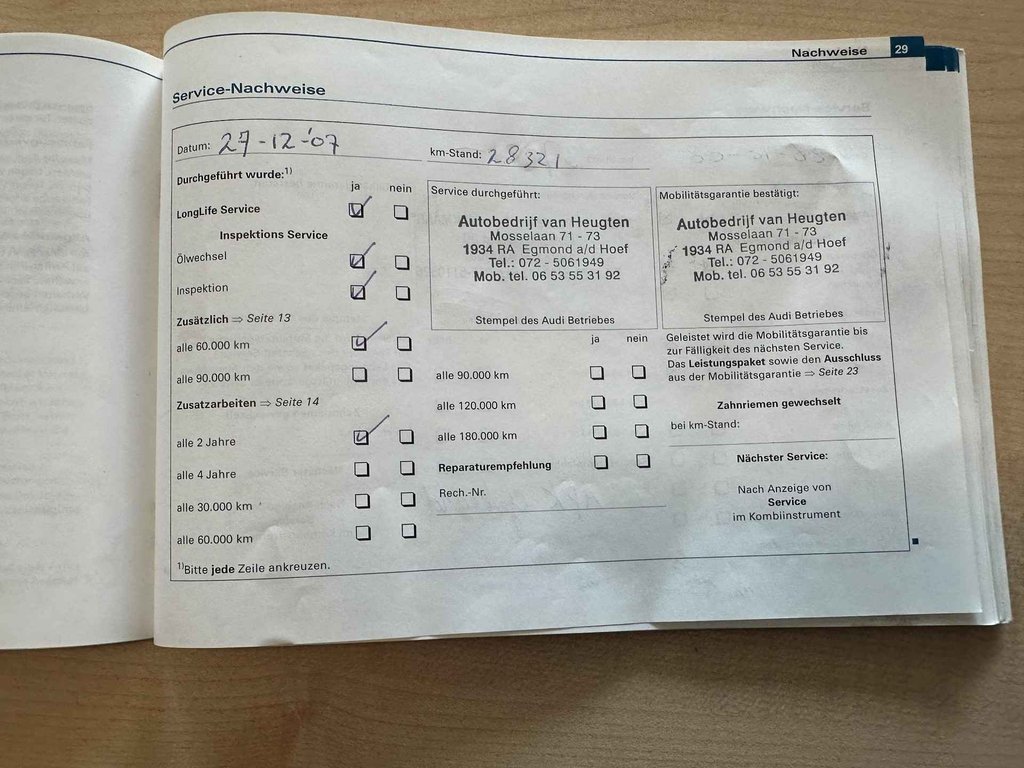 Nachweise 29
Service-Nachweise
Datum: 27-12-'07
km-Stand: 28321
Durchgeführt wurde:1)
ja nein
LongLife Service
Inspektions Service
Ölwechsel
Inspektion
Zusätzlich ⇒ Seite 13
alle 60.000 km
alle 90.000 km
Zusatzarbeiten ⇒ Seite 14
alle 2 Jahre
alle 4 Jahre
alle 30.000 km
alle 60.000 km
1)Bitte jede Zeile ankreuzen.
Service durchgeführt:
Autobedrijf van Heugten
Mosselaan 71 - 73
1934 RA Egmond a/d Hoef
Tel.: 072 - 5061949
Mob. tel. 06 53 55 31 92
Stempel des Audi Betriebes
ja nein
alle 90.000 km
alle 120.000 km
alle 180.000 km
Reparaturempfehlung
Rech.-Nr.
Mobilitätsgarantie bestätigt:
Autobedrijf van Heugten
Mosselaan 71 - 73
1934 RA Egmond a/d Hoef
Tel.: 072 - 5061949
Mob. tel. 06 53 55 31 92
Stempel des Audi Betriebes
Geleistet wird die Mobilitätsgarantie bis
zur Fälligkeit des nächsten Service.
Das Leistungspaket sowie den Ausschluss
aus der Mobilitätsgarantie ⇒ Seite 23
Zahnriemen gewechselt
bei km-Stand:
Nächster Service:
Nach Anzeige von
Service
im Kombiinstrument